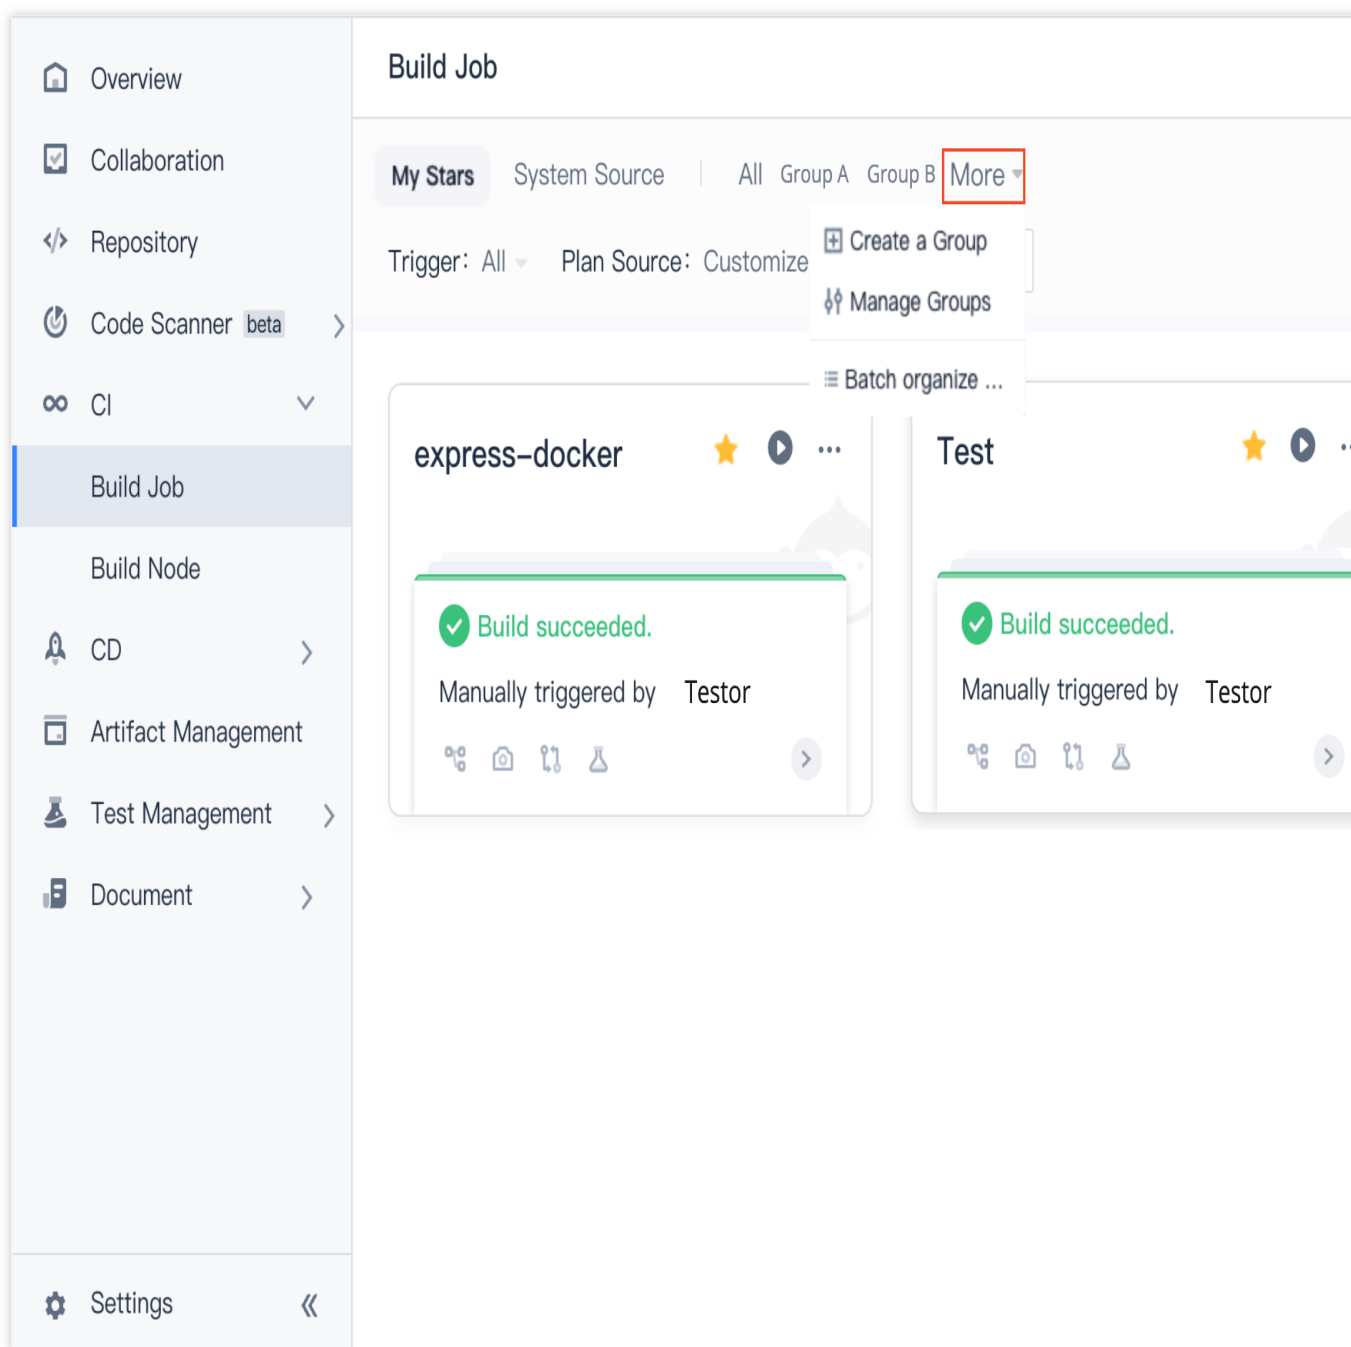 Overview
Collaboration
Repository
Code Scanner beta
CI
Build Job
Build Node
CD
Artifact Management
Test Management
Document
Settings
Build Job
My Stars System Source All Group A Group B More
Trigger: All Plan Source: Customize
Create a Group
Manage Groups
Batch organize ...
express-docker
Build succeeded.
Manually triggered by Testor
Test
Build succeeded.
Manually triggered by Testor